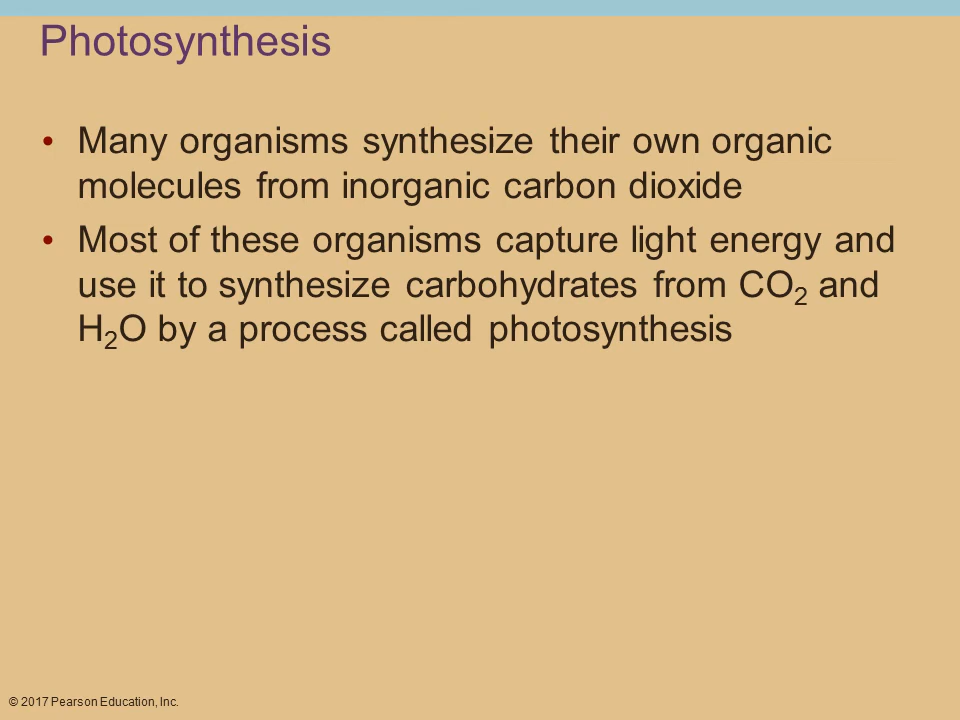 Photosynthesis
• Many organisms synthesize their own organic
molecules from inorganic carbon dioxide
• Most of these organisms capture light energy and
use it to synthesize carbohydrates from CO₂ and
H₂O by a process called photosynthesis
© 2017 Pearson Education, Inc.